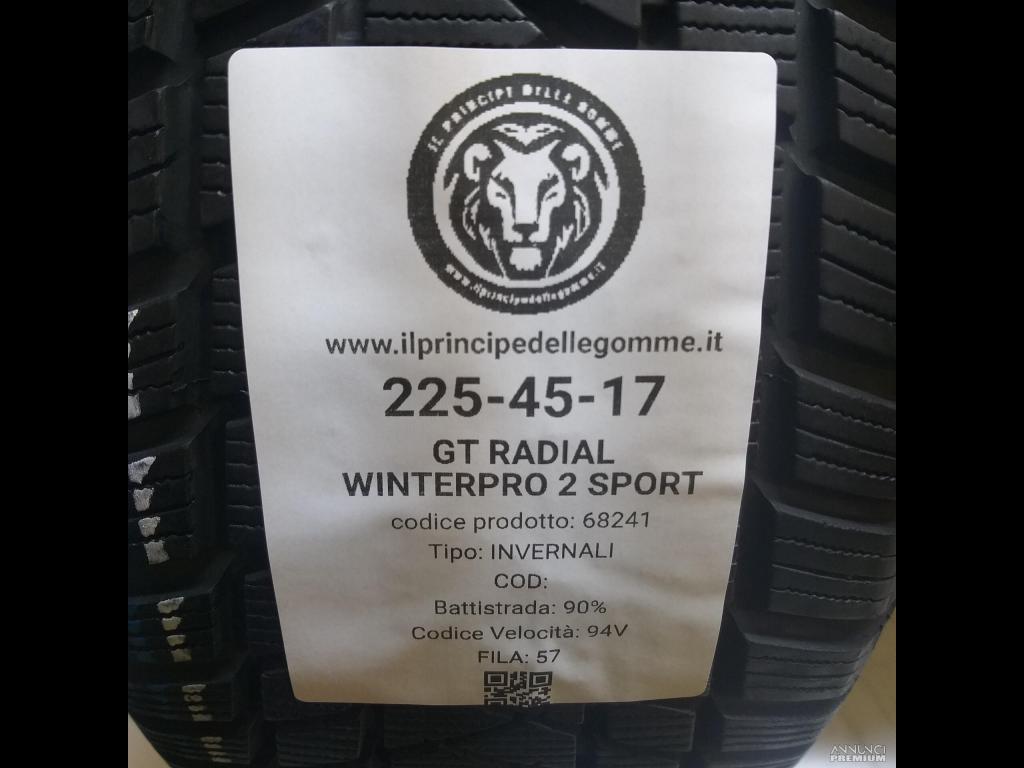 IL PRINCIPE DELLE GOMME
www.ilprincipedellegomme.it
www.ilprincipedellegomme.it
225-45-17
GT RADIAL
WINTERPRO 2 SPORT
codice prodotto: 68241
Tipo: INVERNALI
COD:
Battistrada: 90%
Codice Velocità: 94V
FILA: 57
ANNUNCI
PREMIUM